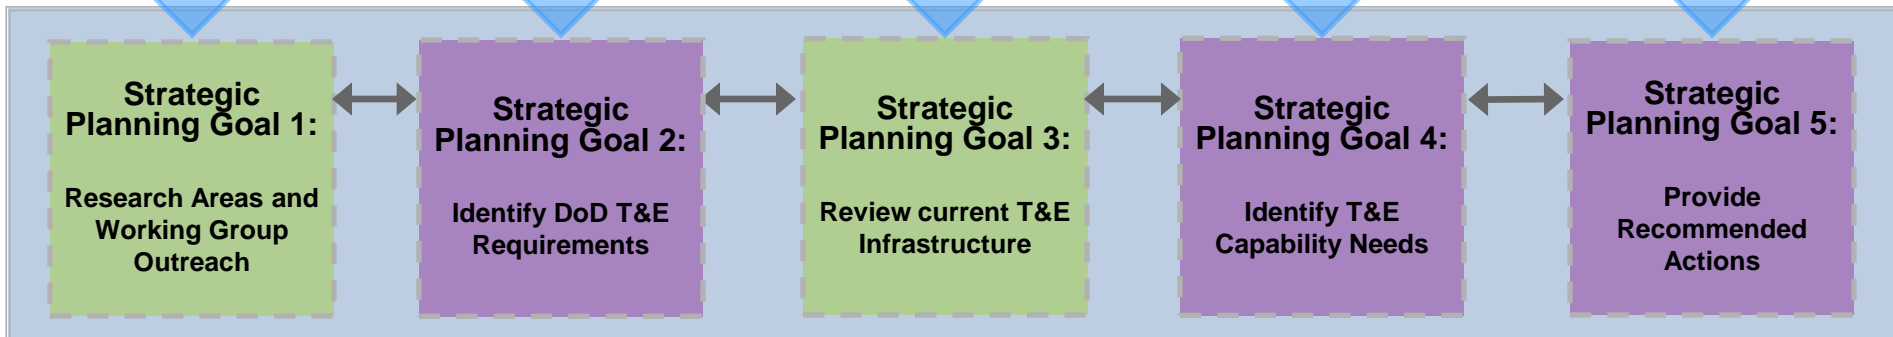 Strategic
Planning Goal 1:
Research Areas and
Working Group
Outreach
Strategic
Planning Goal 2:
Identify DoD T&E
Requirements
Strategic
Planning Goal 3:
Review current T&E
Infrastructure
Strategic
Planning Goal 4:
Identify T&E
Capability Needs
Strategic
Planning Goal 5:
Provide
Recommended
Actions